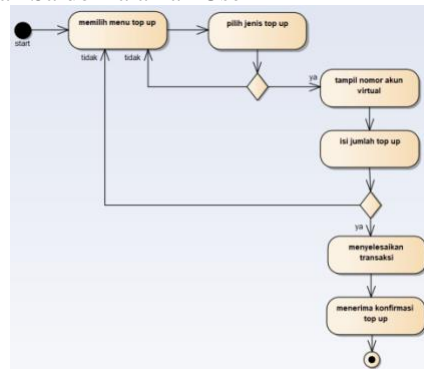 memilih menu top up
pilih jenis top up
start
tidak
tidak
ya
tampil nomor akun
virtual
isi jumlah top up
ya
menyelesaikan
transaksi
menerima konfirmasi
top up